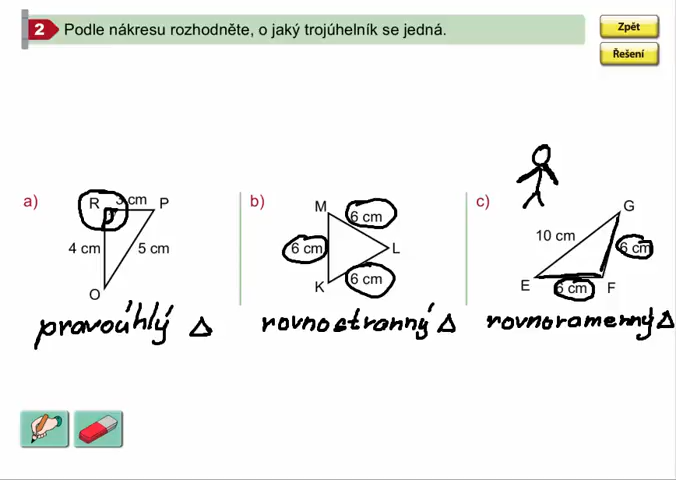 2 Podle nákresu rozhodněte, o jaký trojúhelník se jedná.
Zpět
Řešení
a)
R 3 cm P
4 cm 5 cm
O
pravoúhlý Δ
b)
M 6 cm
6 cm L
K 6 cm
rovnostranný Δ
c)
G
10 cm 6 cm
E 6 cm F
rovnoramenný Δ